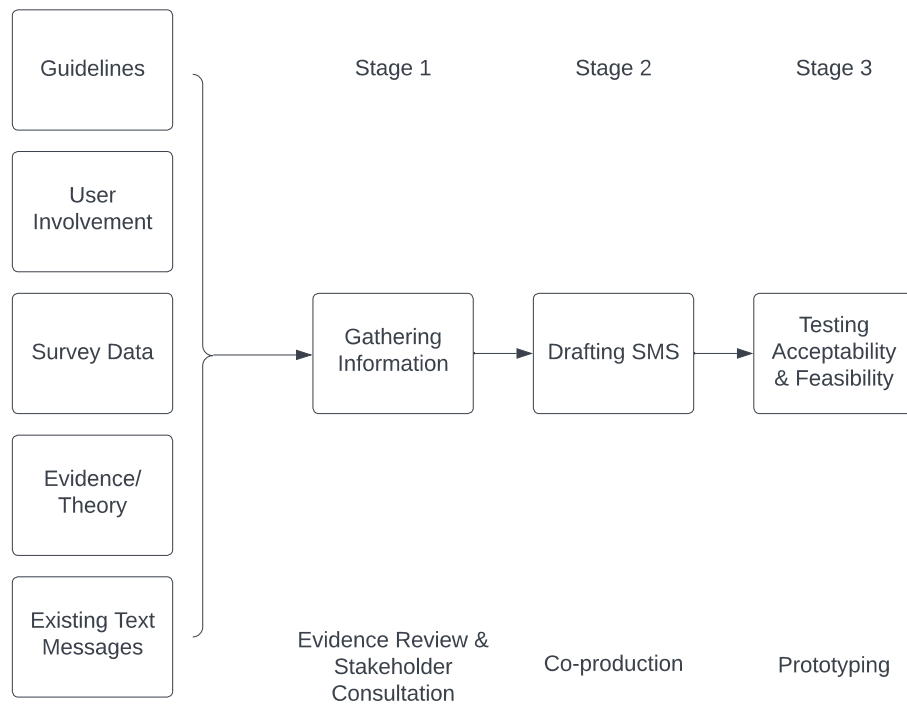 Guidelines
Stage 1
Stage 2
Stage 3
User
Involvement
Survey Data
Gathering
Information
Drafting SMS
Testing
Acceptability
& Feasibility
Evidence/
Theory
Existing Text
Messages
Evidence Review &
Stakeholder
Consultation
Co-production
Prototyping